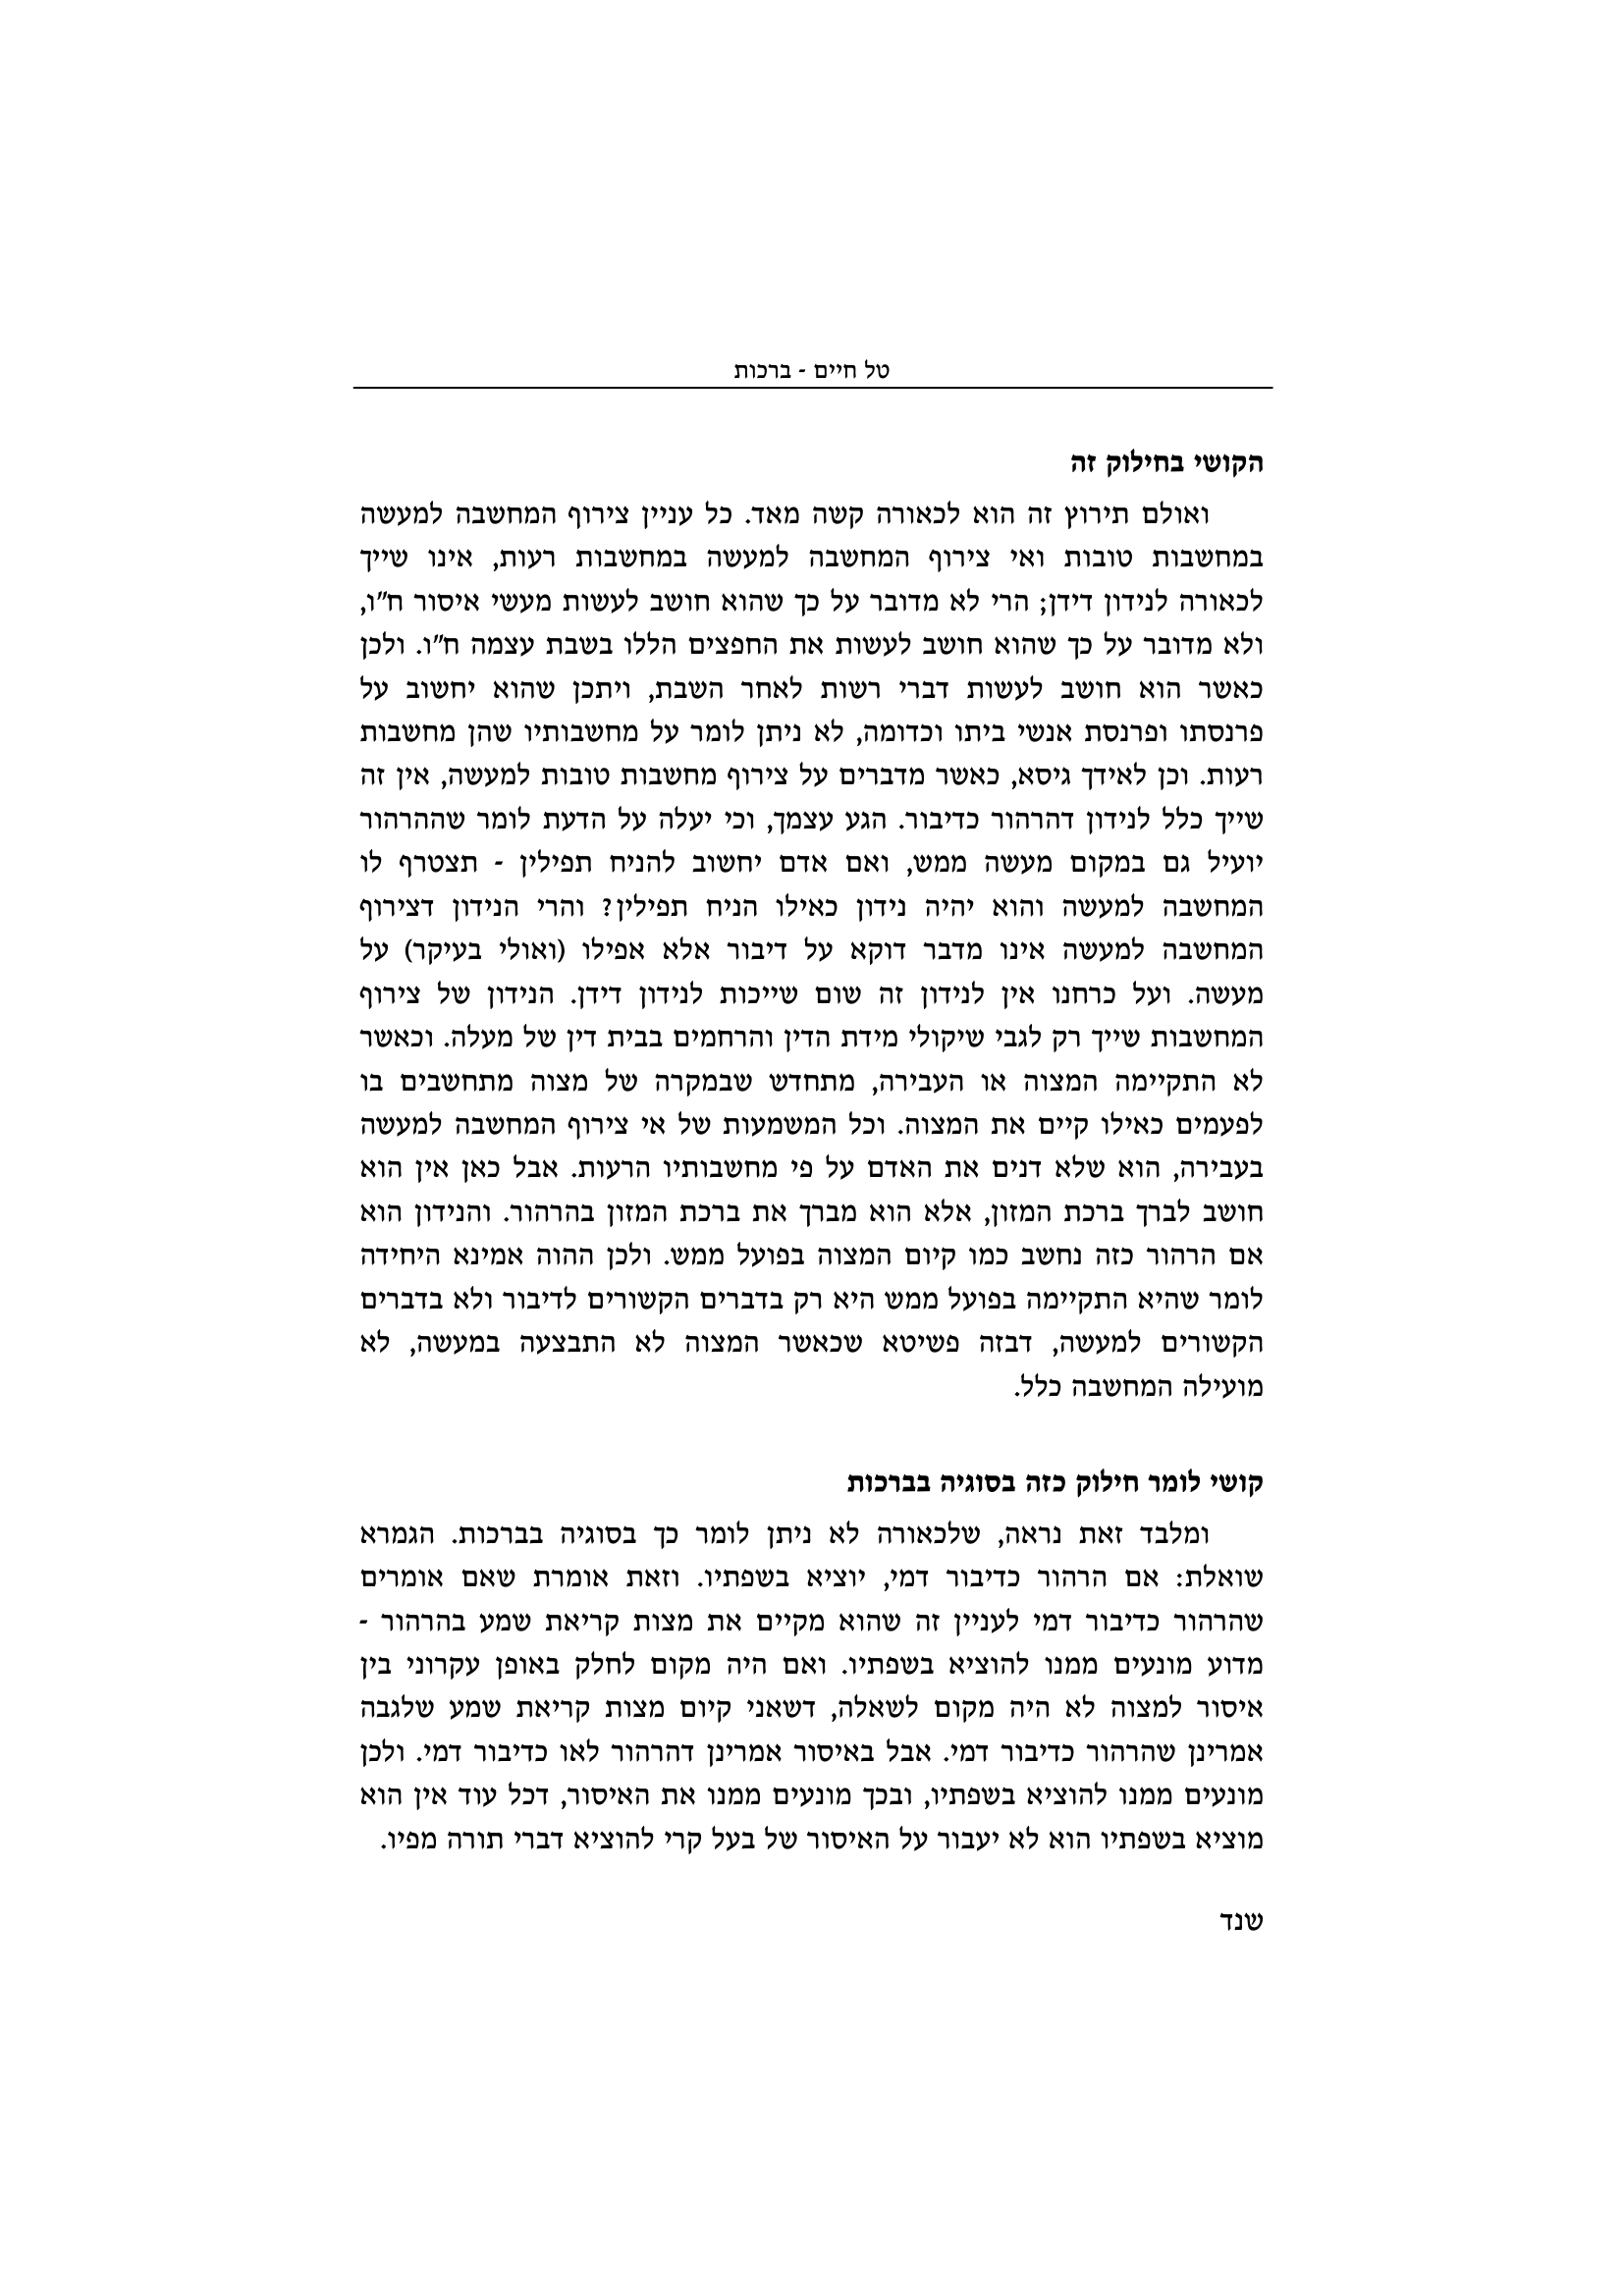 טל חיים - ברכות
הקושי בחילוק זה
ואולם תירוץ זה הוא לכאורה קשה מאד. כל עניין צירוף המחשבה למעשה
במחשבות טובות ואי צירוף המחשבה למעשה במחשבות רעות, אינו שייך
לכאורה לנידון דידן; הרי לא מדובר על כך שהוא חושב לעשות מעשי איסור ח"ו,
ולא מדובר על כך שהוא חושב לעשות את החפצים הללו בשבת עצמה ח"ו. ולכן
כאשר הוא חושב לעשות דברי רשות לאחר השבת, ויתכן שהוא יחשוב על
פרנסתו ופרנסת אנשי ביתו וכדומה, לא ניתן לומר על מחשבותיו שהן מחשבות
רעות. וכן לאידך גיסא, כאשר מדברים על צירוף מחשבות טובות למעשה, אין זה
שייך כלל לנידון דהרהור כדיבור. הגע עצמך, וכי יעלה על הדעת לומר שההרהור
יועיל גם במקום מעשה ממש, ואם אדם יחשוב להניח תפילין - תצטרף לו
המחשבה למעשה והוא יהיה נידון כאילו הניח תפילין? והרי הנידון דצירוף
המחשבה למעשה אינו מדבר דוקא על דיבור אלא אפילו (ואולי בעיקר) על
מעשה. ועל כרחנו אין לנידון זה שום שייכות לנידון דידן. הנידון של צירוף
המחשבות שייך רק לגבי שיקולי מידת הדין והרחמים בבית דין של מעלה. וכאשר
לא התקיימה המצוה או העבירה, מתחדש שבמקרה של מצוה מתחשבים בו
לפעמים כאילו קיים את המצוה. וכל המשמעות של אי צירוף המחשבה למעשה
בעבירה, הוא שלא דנים את האדם על פי מחשבותיו הרעות. אבל כאן אין הוא
חושב לברך ברכת המזון, אלא הוא מברך את ברכת המזון בהרהור. והנידון הוא
אם הרהור כזה נחשב כמו קיום המצוה בפועל ממש. ולכן ההוה אמינא היחידה
לומר שהיא התקיימה בפועל ממש היא רק בדברים הקשורים לדיבור ולא בדברים
הקשורים למעשה, דבזה פשיטא שכאשר המצוה לא התבצעה במעשה, לא
מועילה המחשבה כלל.
קושי לומר חילוק כזה בסוגיה בברכות
ומלבד זאת נראה, שלכאורה לא ניתן לומר כך בסוגיה בברכות. הגמרא
שואלת: אם הרהור כדיבור דמי, יוציא בשפתיו. וזאת אומרת שאם אומרים
שהרהור כדיבור דמי לעניין זה שהוא מקיים את מצות קריאת שמע בהרהור -
מדוע מונעים ממנו להוציא בשפתיו. ואם היה מקום לחלק באופן עקרוני בין
איסור למצוה לא היה מקום לשאלה, דשאני קיום מצות קריאת שמע שלגבה
אמרינן שהרהור כדיבור דמי. אבל באיסור אמרינן דהרהור לאו כדיבור דמי. ולכן
מונעים ממנו להוציא בשפתיו, ובכך מונעים ממנו את האיסור, דכל עוד אין הוא
מוציא בשפתיו הוא לא יעבור על האיסור של בעל קרי להוציא דברי תורה מפיו.
שנד